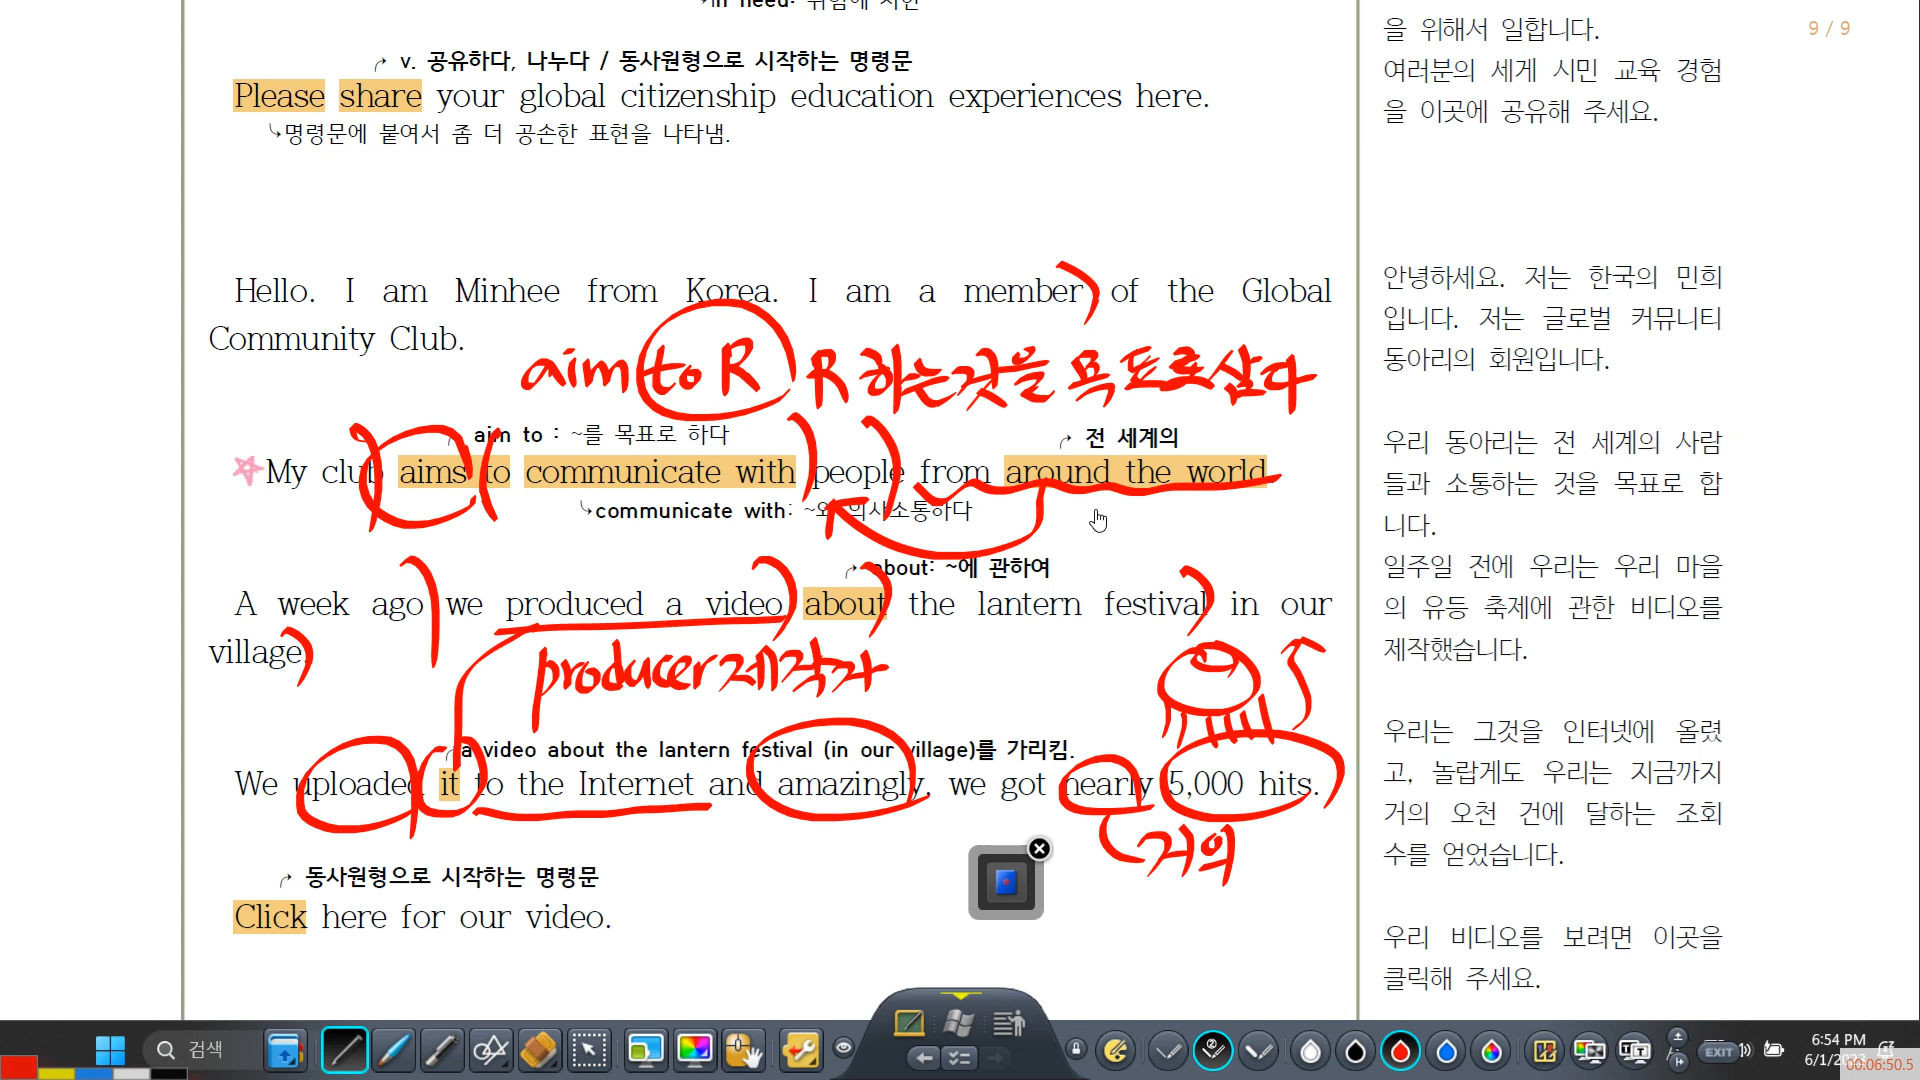 in need: 위험에 처한
을 위해서 일합니다.
9 / 9
여러분의 세게 시민 교육 경험
을 이곳에 공유해 주세요.
v. 공유하다, 나누다 / 동사원형으로 시작하는 명령문
Please share your global citizenship education experiences here.
명령문에 붙여서 좀 더 공손한 표현을 나타냄.
Hello. I am Minhee from Korea. I am a member of the Global
Community Club.
안녕하세요. 저는 한국의 민희
입니다. 저는 글로벌 커뮤니티
동아리의 회원입니다.
aim to R R 하는것을 목표로삼다
aim to : ~를 목표로 하다
전 세계의
My club aims to communicate with people from around the world.
communicate with: ~와 의사소통하다
우리 동아리는 전 세계의 사람
들과 소통하는 것을 목표로 합
니다.
about: ~에 관하여
A week ago we produced a video about the lantern festival in our
village.
일주일 전에 우리는 우리 마을
의 유등 축제에 관한 비디오를
제작했습니다.
producer 제작자
a video about the lantern festival (in our village)를 가리킴.
We uploaded it to the Internet and amazingly, we got nearly 5,000 hits.
거의
우리는 그것을 인터넷에 올렸
고, 놀랍게도 우리는 지금까지
거의 오천 건에 달하는 조회
수를 얻었습니다.
동사원형으로 시작하는 명령문
Click here for our video.
우리 비디오를 보려면 이곳을
클릭해 주세요.
검색
EXIT
6:54 PM
00:06:50.5